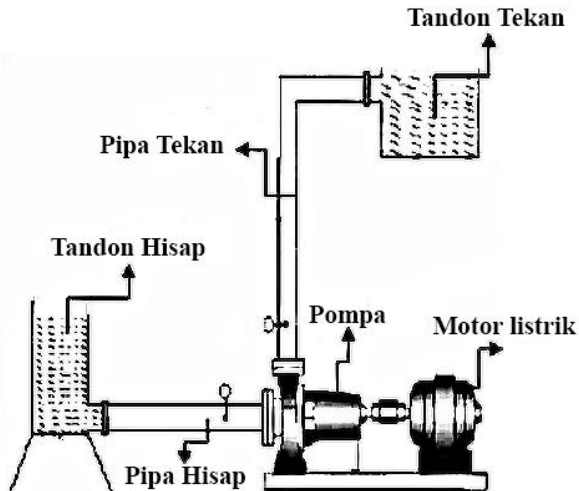 Tandon Tekan
Pipa Tekan
Tandon Hisap
Pompa
Motor listrik
Pipa Hisap